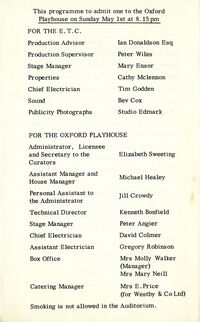 This programme to admit one to the Oxford
Playhouse on Sunday May 1st at 8.15pm
FOR THE E.T.C.
Production Advisor Ian Donaldson Esq
Production Supervisor Peter Wiles
Stage Manager Mary Ensor
Properties Cathy Mclennon
Chief Electrician Tim Godden
Sound Bev Cox
Publicity Photographs Studio Edmark
FOR THE OXFORD PLAYHOUSE
Administrator, Licensee
and Secretary to the Elizabeth Sweeting
Curators
Assistant Manager and Michael Healey
House Manager
Personal Assistant to Jill Crowdy
the Administrator
Technical Director Kenneth Bonfield
Stage Manager Peter Angier
Chief Electrician David Colmer
Assistant Electrician Gregory Robinson
Box Office Mrs Molly Walker
(Manager)
Mrs Mary Neill
Catering Manager Mrs E. Price
(for Westby & Co Ltd)
Smoking is not allowed in the Auditorium.